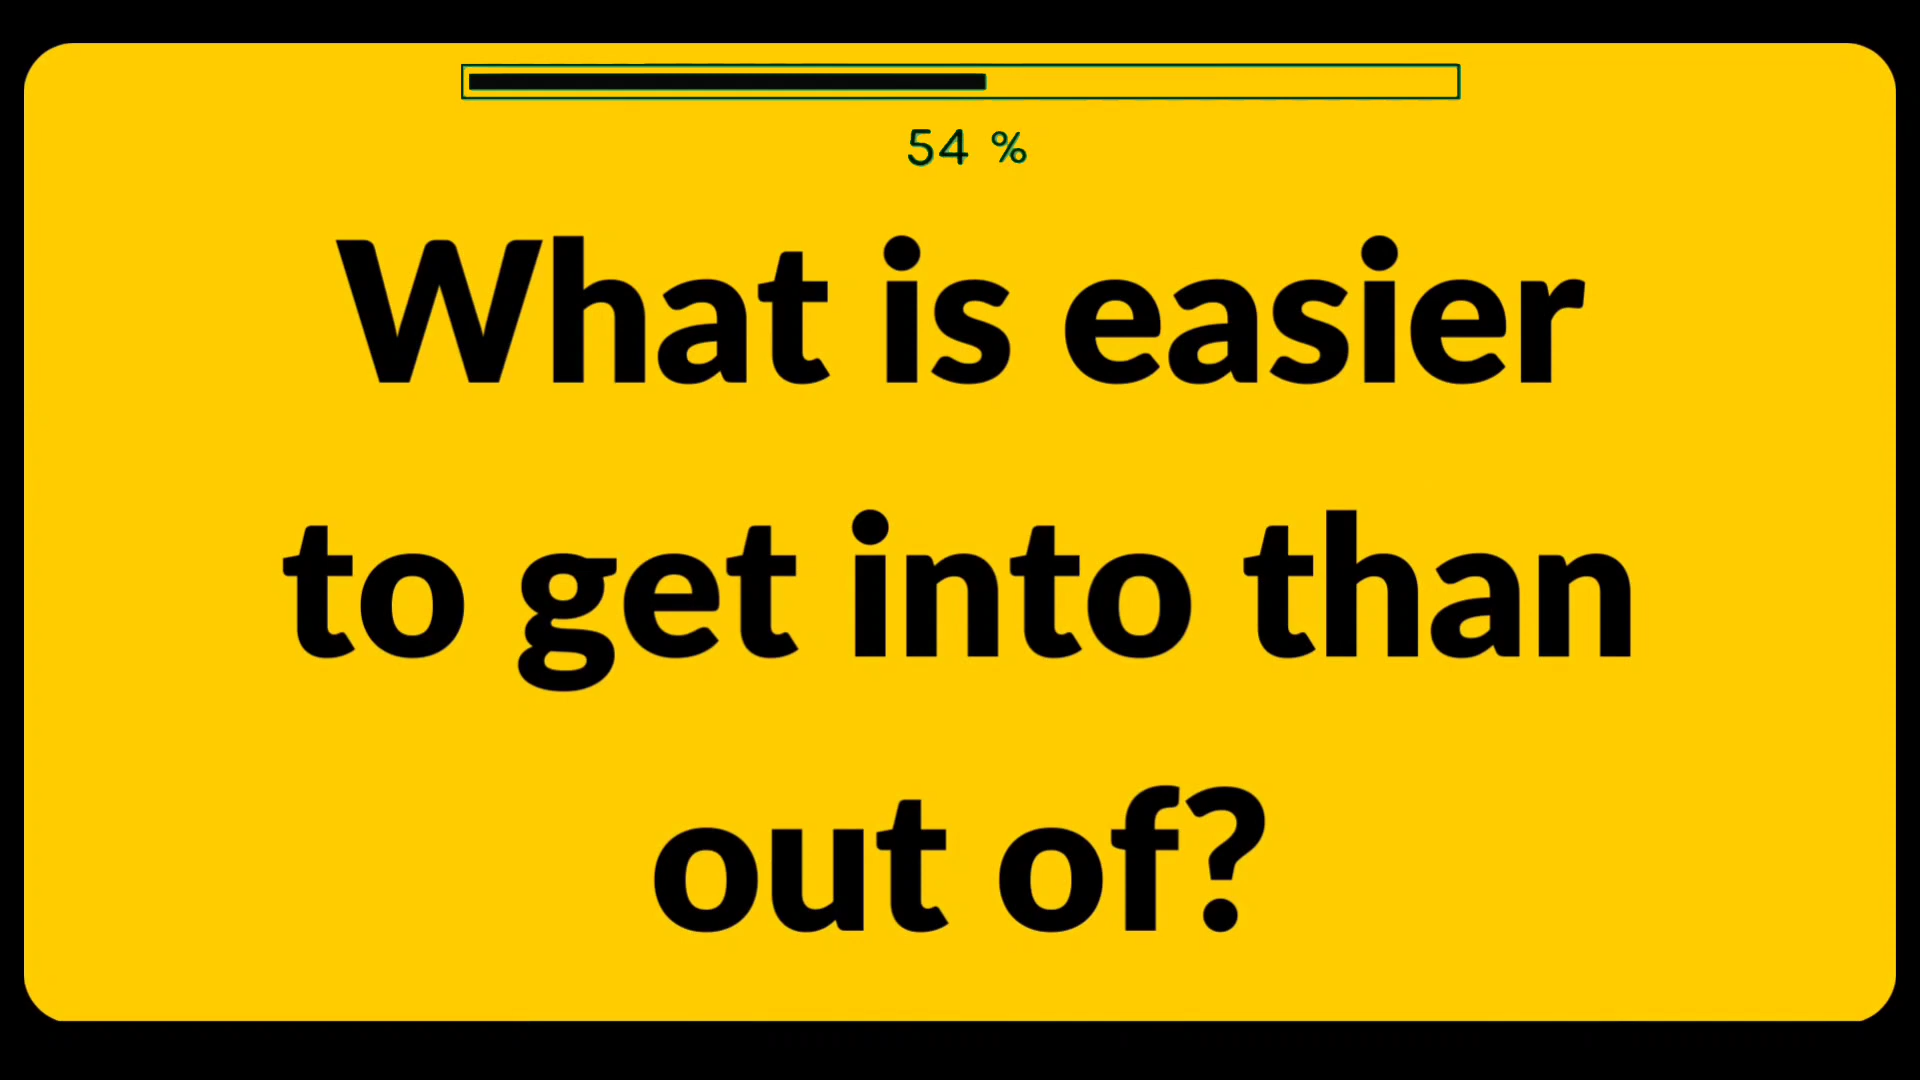 54 %
What is easier
to get into than
out of?